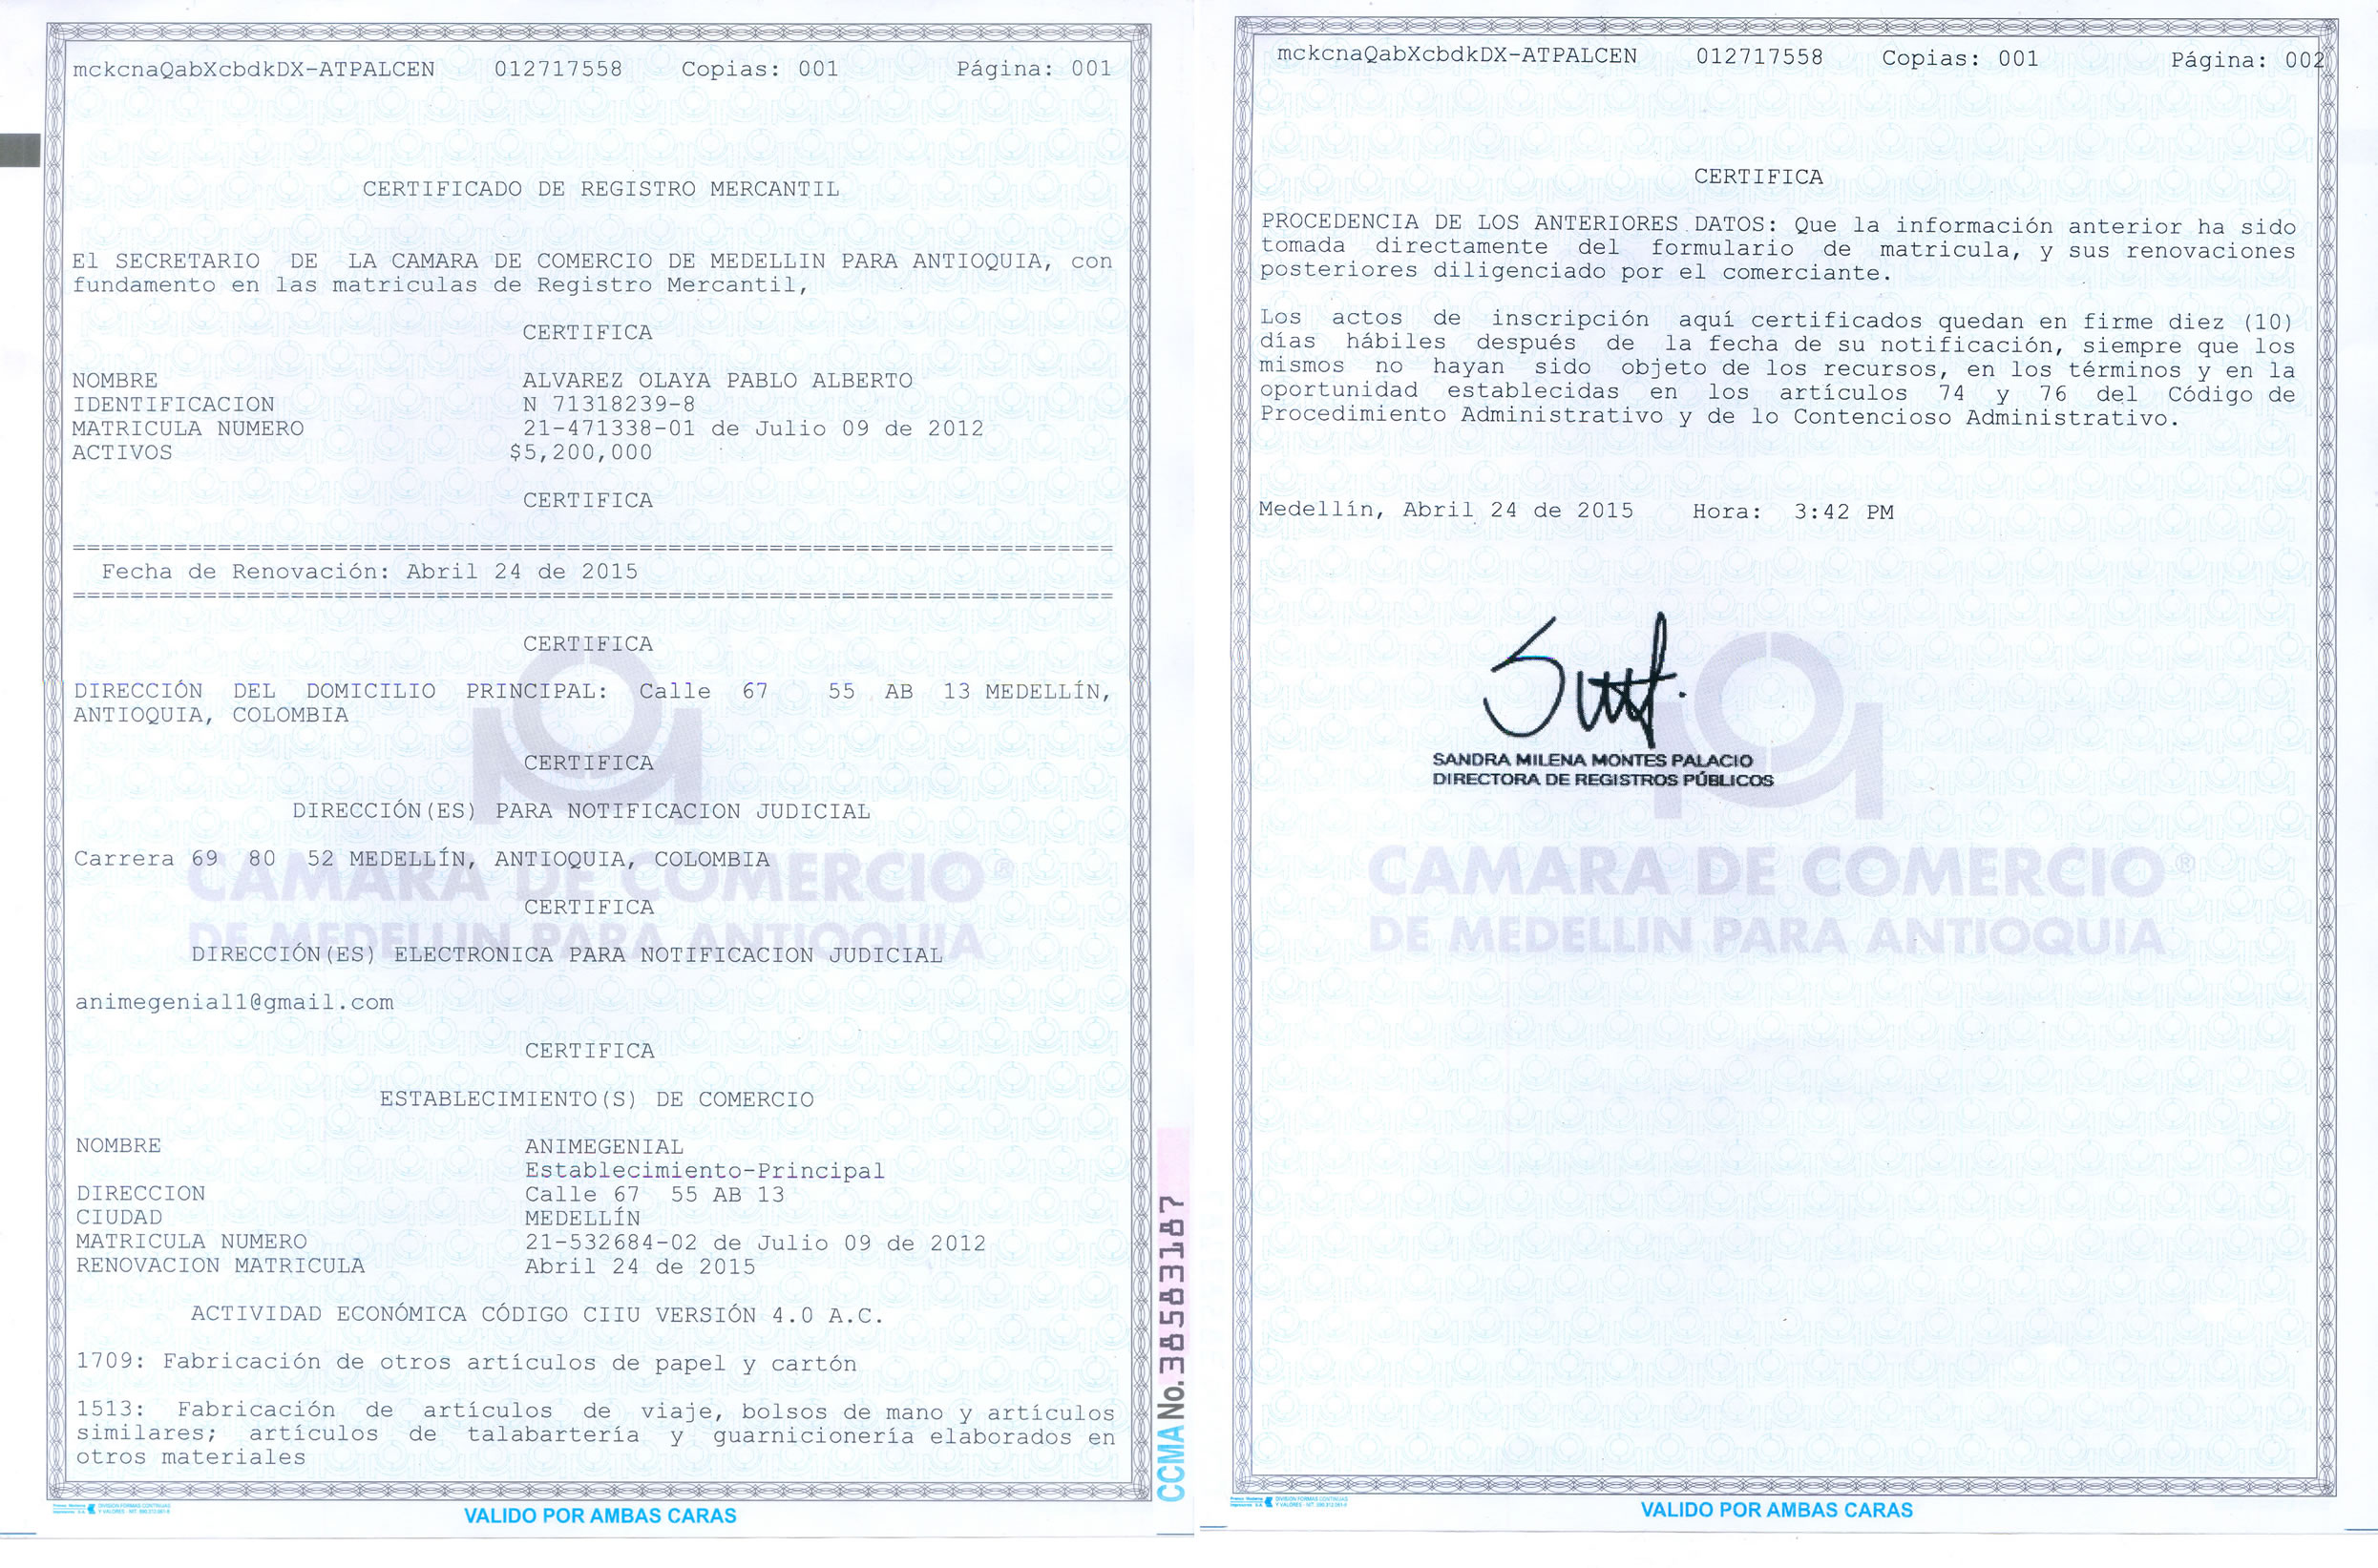 mckcnaQabXcbdkDX-ATPALCEN 012717558 Copias: 001 Página: 001
CERTIFICADO DE REGISTRO MERCANTIL
El SECRETARIO DE LA CAMARA DE COMERCIO DE MEDELLIN PARA ANTIOQUIA, con
fundamento en las matriculas de Registro Mercantil,
CERTIFICA
NOMBRE ALVAREZ OLAYA PABLO ALBERTO
IDENTIFICACION N 71318239-8
MATRICULA NUMERO 21-471338-01 de Julio 09 de 2012
ACTIVOS $5,200,000
CERTIFICA
Fecha de Renovación: Abril 24 de 2015
CERTIFICA
DIRECCIÓN DEL DOMICILIO PRINCIPAL: Calle 67 55 AB 13 MEDELLÍN,
ANTIOQUIA, COLOMBIA
CERTIFICA
DIRECCIÓN(ES) PARA NOTIFICACION JUDICIAL
Carrera 69 80 52 MEDELLÍN, ANTIOQUIA, COLOMBIA
CAMARA DE COMERCIO®
CERTIFICA
DE MEDELLIN PARA ANTIOQUIA
DIRECCIÓN(ES) ELECTRONICA PARA NOTIFICACION JUDICIAL
animegenial1@gmail.com
CERTIFICA
ESTABLECIMIENTO(S) DE COMERCIO
NOMBRE ANIMEGENIAL
Establecimiento-Principal
DIRECCION Calle 67 55 AB 13
CIUDAD MEDELLÍN
MATRICULA NUMERO 21-532684-02 de Julio 09 de 2012
RENOVACION MATRICULA Abril 24 de 2015
ACTIVIDAD ECONÓMICA CÓDIGO CIIU VERSIÓN 4.0 A.C.
1709: Fabricación de otros artículos de papel y cartón
1513: Fabricación de artículos de viaje, bolsos de mano y artículos
similares; artículos de talabartería y guarnicionería elaborados en
otros materiales
VALIDO POR AMBAS CARAS
CCMA No. 38583187
mckcnaQabXcbdkDX-ATPALCEN 012717558 Copias: 001 Página: 002
CERTIFICA
PROCEDENCIA DE LOS ANTERIORES DATOS: Que la información anterior ha sido
tomada directamente del formulario de matricula, y sus renovaciones
posteriores diligenciado por el comerciante.
Los actos de inscripción aquí certificados quedan en firme diez (10)
días hábiles después de la fecha de su notificación, siempre que los
mismos no hayan sido objeto de los recursos, en los términos y en la
oportunidad establecidas en los artículos 74 y 76 del Código de
Procedimiento Administrativo y de lo Contencioso Administrativo.
Medellín, Abril 24 de 2015 Hora: 3:42 PM
SANDRA MILENA MONTES PALACIO
DIRECTORA DE REGISTROS PÚBLICOS
CAMARA DE COMERCIO®
DE MEDELLIN PARA ANTIOQUIA
VALIDO POR AMBAS CARAS